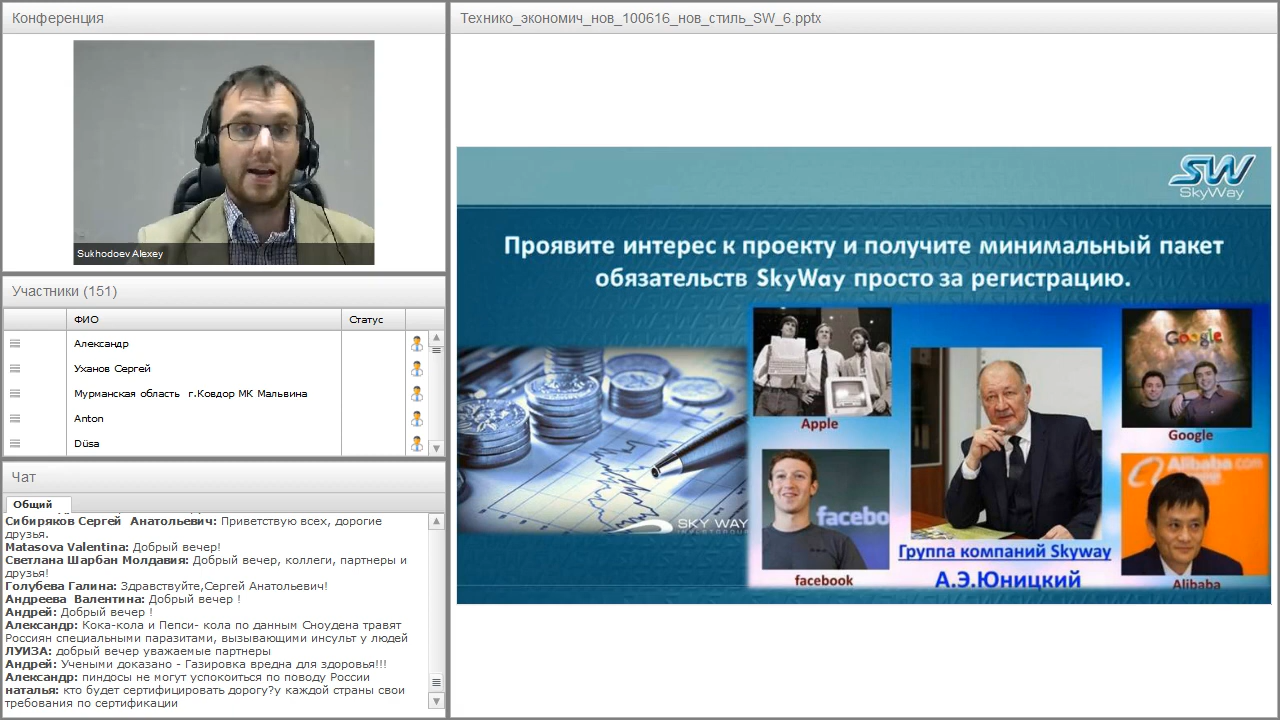 Конференция
Sukhodoev Alexey
Участники (151)
ФИО
Статус
Александр
Уханов Сергей
Мурманская область г.Ковдор МК Мальвина
Anton
Düsa
Чат
Общий
Сибиряков Сергей Анатольевич: Приветствую всех, дорогие
друзья.
Matasova Valentina: Добрый вечер!
Светлана Шарбан Молдавия: Добрый вечер, коллеги, партнеры и
друзья!
Голубева Галина: Здравствуйте,Сергей Анатольевич!
Андреева Валентина: Добрый вечер !
Андрей: Добрый вечер !
Александр: Кока-кола и Пепси- кола по данным Сноудена травят
Россиян специальными паразитами, вызывающими инсульт у людей
ЛУИЗА: добрый вечер уважаемые партнеры
Андрей: Учеными доказано - Газировка вредна для здоровья!!!
Александр: пиндосы не могут успокоиться по поводу России
наталья: кто будет сертифиыировать дорогу?у каждой страны свои
требования по сертификации
Технико_экономич_нов_100616_нов_стиль_SW_6.pptx
SW
SkyWay
Проявите интерес к проекту и получите минимальный пакет
обязательств SkyWay просто за регистрацию.
SKY WAY
Apple
facebo
facebook
Группа компаний Skyway
А.Э.Юницкий
Google
Google
Alibaba.com
Alibaba